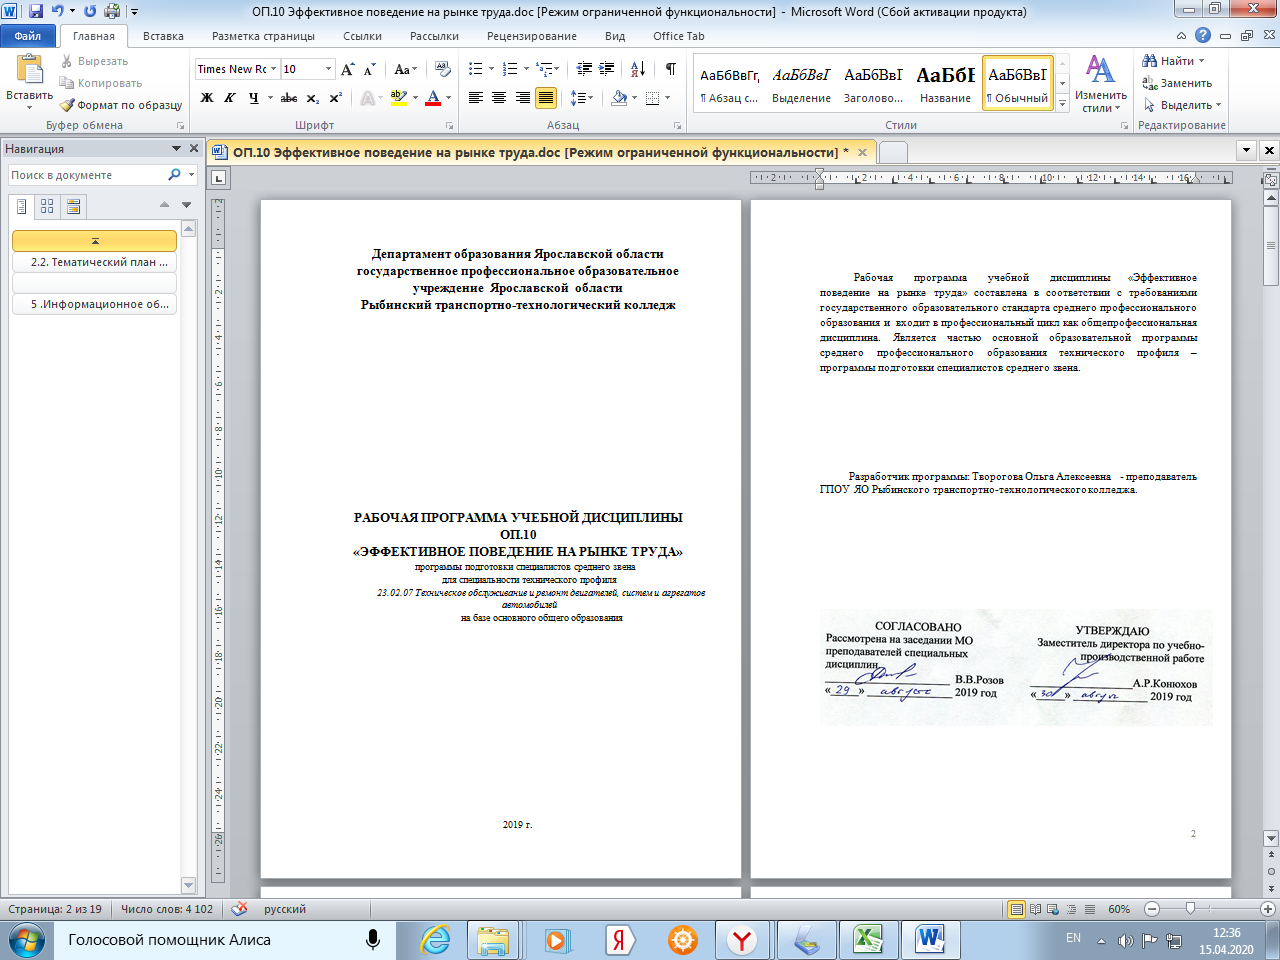 ОП.10 Эффективное поведение на рынке труда.doc [Режим ограниченной функциональности] - Microsoft Word (Сбой активации продукта)
Файл Главная Вставка Разметка страницы Ссылки Рассылки Рецензирование Вид Office Tab
Вставить
Вырезать
Копировать
Формат по образцу
Буфер обмена
Times New Rc 10
Ж К Ч abc x₂ x²
Шрифт
Абзац
АаБбВвГг АаБбВвІ АаБбВвІ АаБбІ АаБбВвІ
¶ Абзац с... Выделение Заголово... Название ¶ Обычный
Стили
Изменить стили
Найти
Заменить
Выделить
Редактирование
Навигация
Поиск в документе
2.2. Тематический план ...
5 .Информационное об...
ОП.10 Эффективное поведение на рынке труда.doc [Режим ограниченной функциональности] *
Департамент образования Ярославской области
государственное профессиональное образовательное
учреждение Ярославской области
Рыбинский транспортно-технологический колледж
РАБОЧАЯ ПРОГРАММА УЧЕБНОЙ ДИСЦИПЛИНЫ
ОП.10
«ЭФФЕКТИВНОЕ ПОВЕДЕНИЕ НА РЫНКЕ ТРУДА»
программы подготовки специалистов среднего звена
для специальности технического профиля
23.02.07 Техническое обслуживание и ремонт двигателей, систем и агрегатов
автомобилей
на базе основного общего образования
2019 г.
Рабочая программа учебной дисциплины «Эффективное
поведение на рынке труда» составлена в соответствии с требованиями
государственного образовательного стандарта среднего профессионального
образования и входит в профессиональный цикл как общепрофессиональная
дисциплина. Является частью основной образовательной программы
среднего профессионального образования технического профиля –
программы подготовки специалистов среднего звена.
Разработчик программы: Творогова Ольга Алексеевна - преподаватель
ГПОУ ЯО Рыбинского транспортно-технологического колледжа.
СОГЛАСОВАНО
Рассмотрена на заседании МО
преподавателей специальных
дисциплин
В.В.Розов
«29» август 2019 год
УТВЕРЖДАЮ
Заместитель директора по учебно-
производственной работе
А.Р.Конюхов
«30» август 2019 год
2
Страница: 2 из 19 Число слов: 4 102 русский 60%
Голосовой помощник Алиса
EN
12:36
15.04.2020